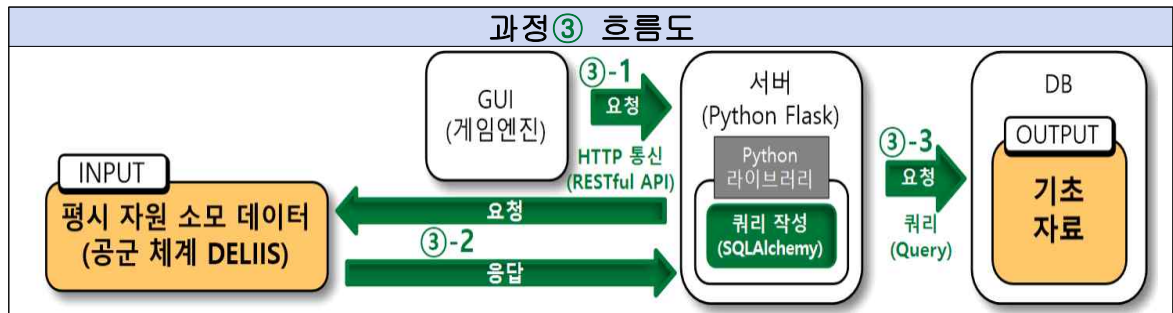 과정③ 흐름도
GUI
(게임엔진)
③-1
요청
HTTP 통신
(RESTful API)
서버
(Python Flask)
Python
라이브러리
쿼리 작성
(SQLAlchemy)
③-3
요청
쿼리
(Query)
DB
OUTPUT
기초
자료
INPUT
평시 자원 소모 데이터
(공군 체계 DELIIS)
요청
③-2
응답